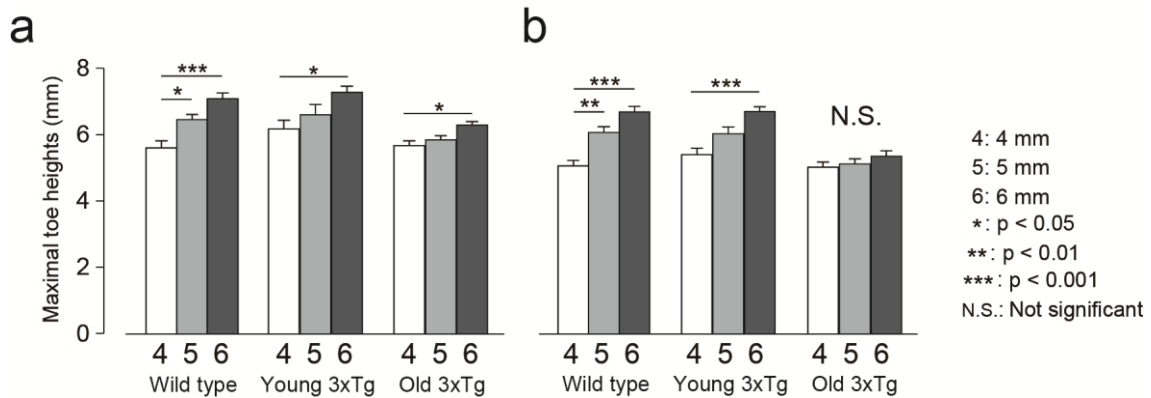 a
b
Maximal toe heights (mm)
8
6
4
2
0
***
*
*
*
***
**
***
N.S.
4 5 6
4 5 6
4 5 6
4 5 6
4 5 6
4 5 6
Wild type
Young 3xTg
Old 3xTg
Wild type
Young 3xTg
Old 3xTg
4: 4 mm
5: 5 mm
6: 6 mm
*: p < 0.05
**: p < 0.01
***: p < 0.001
N.S.: Not significant